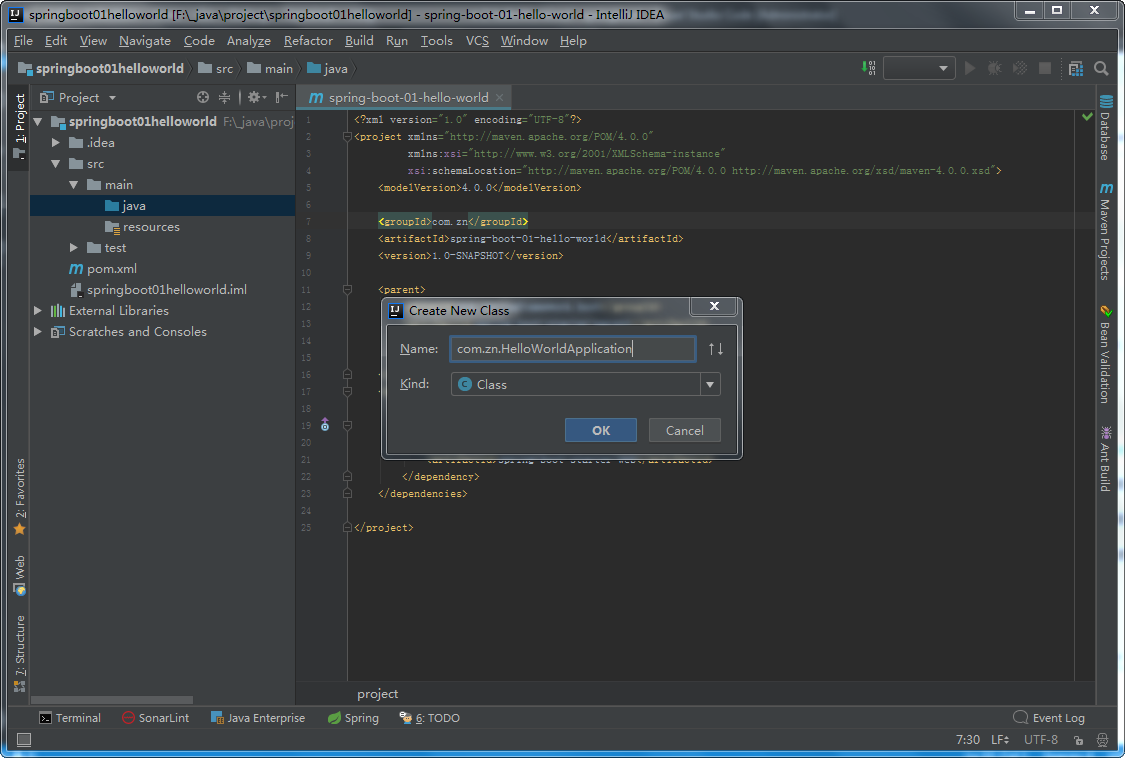 springboot01helloworld [F:\_java\project\springboot01helloworld] - spring-boot-01-hello-world - IntelliJ IDEA
File Edit View Navigate Code Analyze Refactor Build Run Tools VCS Window Help
springboot01helloworld src main java
1: Project
2: Favorites
Web
7: Structure
Project
springboot01helloworld F:\_java\proj
.idea
src
main
java
resources
test
pom.xml
springboot01helloworld.iml
External Libraries
Scratches and Consoles
spring-boot-01-hello-world
1 <?xml version="1.0" encoding="UTF-8"?>
2 <project xmlns="http://maven.apache.org/POM/4.0.0"
3 xmlns:xsi="http://www.w3.org/2001/XMLSchema-instance"
4 xsi:schemaLocation="http://maven.apache.org/POM/4.0.0 http://maven.apache.org/xsd/maven-4.0.0.xsd">
5 <modelVersion>4.0.0</modelVersion>
6
7 <groupId>com.zn</groupId>
8 <artifactId>spring-boot-01-hello-world</artifactId>
9 <version>1.0-SNAPSHOT</version>
10
11 <parent>
12
13
14
15
16
17
18
19
20
21 <artifactId>spring-boot-starter-web</artifactId>
22 </dependency>
23 </dependencies>
24
25 </project>
Create New Class
Name: com.zn.HelloWorldApplication
Kind: Class
OK Cancel
project
Database
Maven Projects
Bean Validation
Ant Build
Terminal SonarLint Java Enterprise Spring 6: TODO Event Log
7:30 LF UTF-8